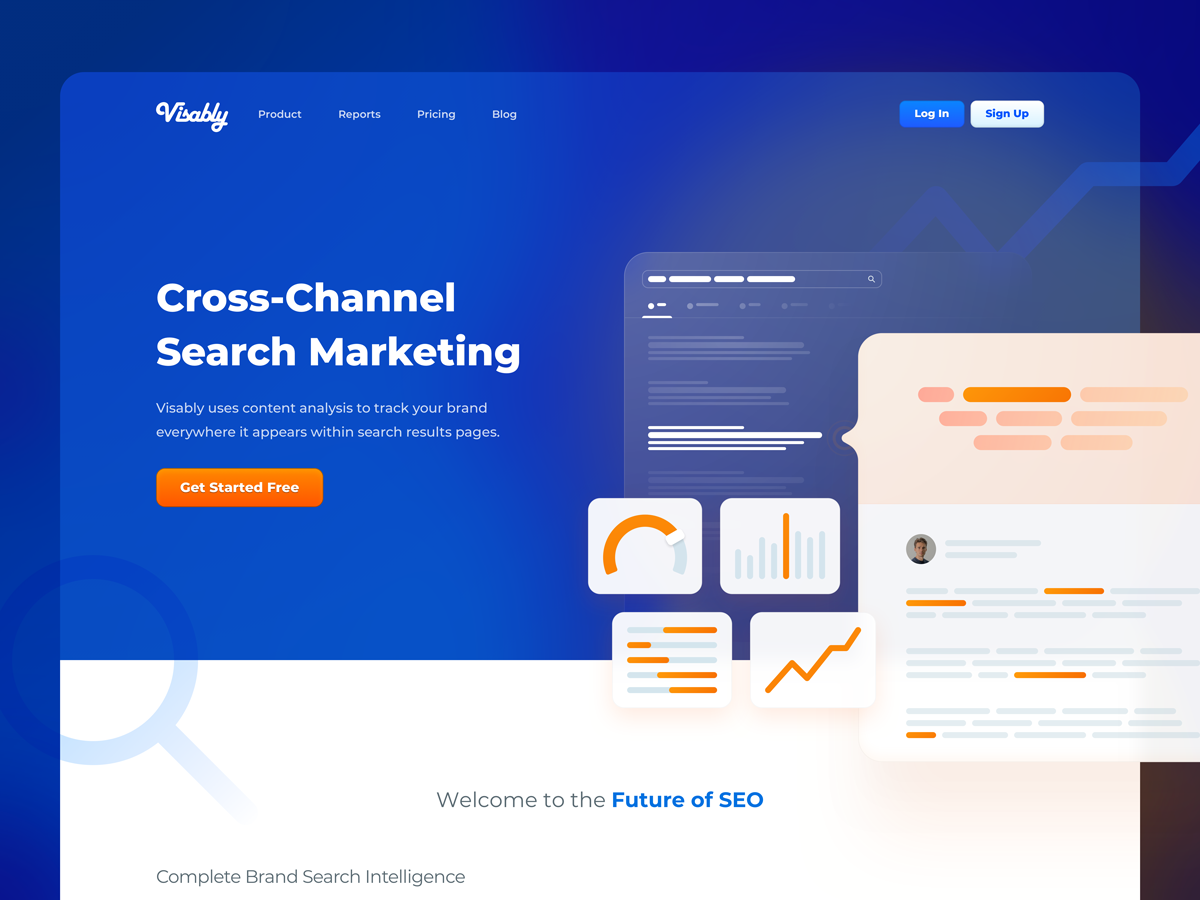 Visably
Product
Reports
Pricing
Blog
Log In
Sign Up
Cross-Channel
Search Marketing
Visably uses content analysis to track your brand
everywhere it appears within search results pages.
Get Started Free
Welcome to the Future of SEO
Complete Brand Search Intelligence